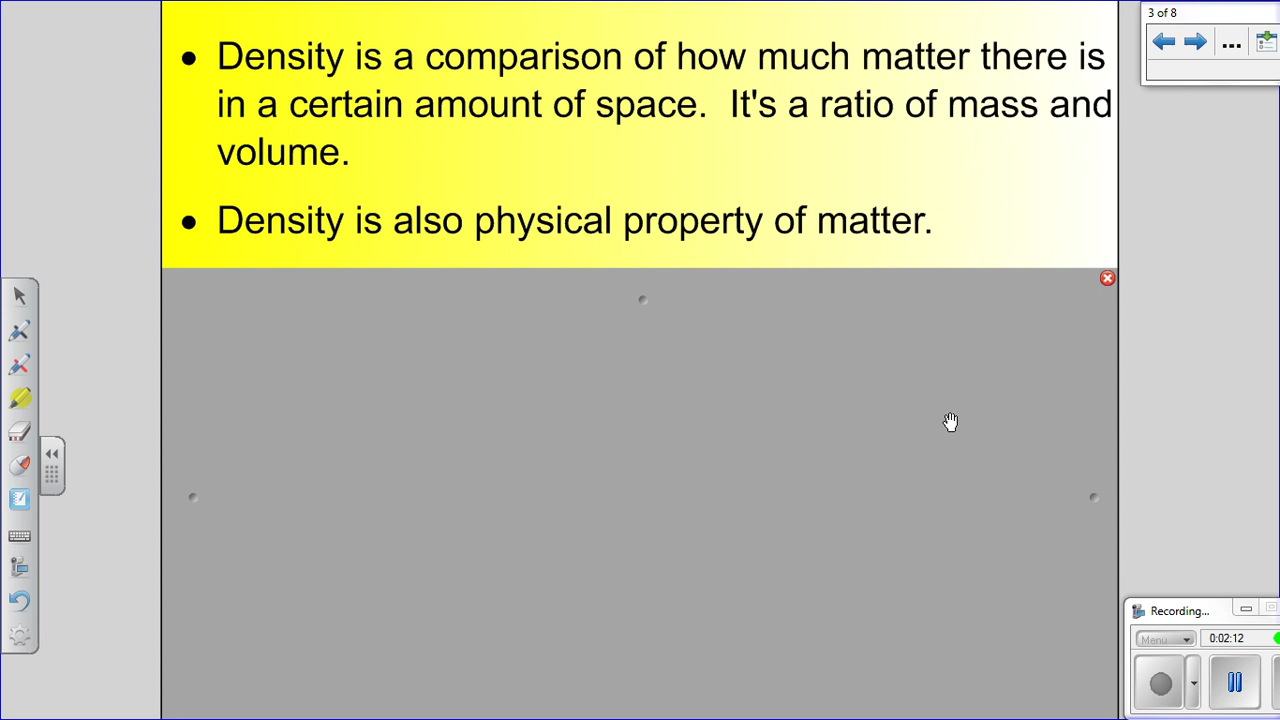 3 of 8
• Density is a comparison of how much matter there is
in a certain amount of space.  It's a ratio of mass and
volume.
• Density is also physical property of matter.
Recording...
Menu
0:02:12